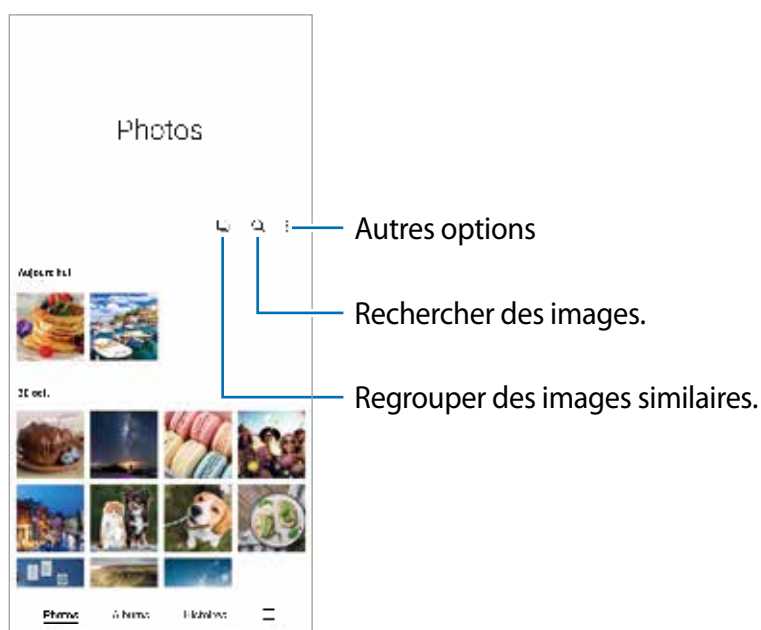 Photos
Autres options
Aujourd'hui
Rechercher des images.
Regrouper des images similaires.
Photos
Albums
Histoires